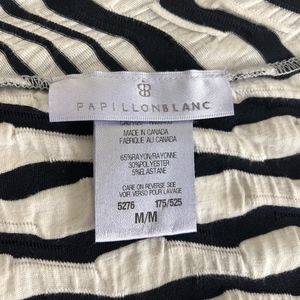 PAPILLONBLANC
MADE IN CANADA
FABRIQUE AU CANADA
65%RAYON/RAYONNE
30%POLYESTER
5%ELASTANE
CARE ON REVERSE SIDE
VOIR VERSO POUR LAVAGE
5276 175/525
M/M